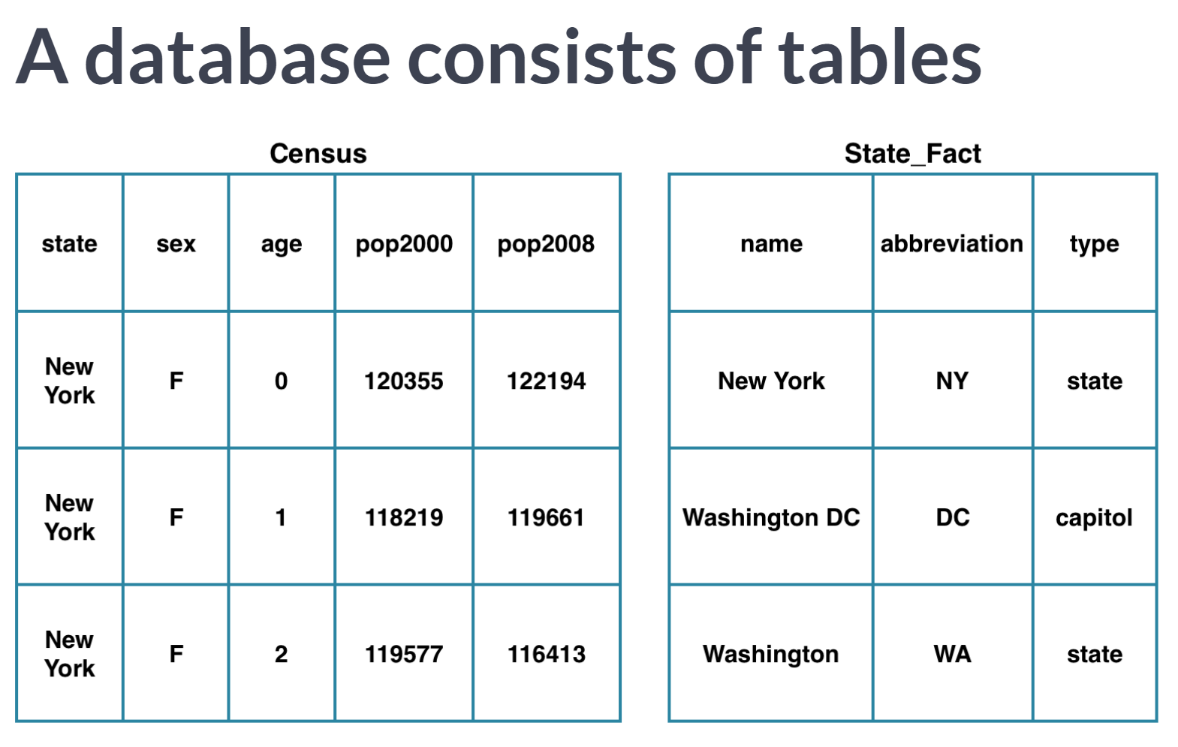 A database consists of tables
Census
state sex age pop2000 pop2008
New York F 0 120355 122194
New York F 1 118219 119661
New York F 2 119577 116413
State_Fact
name abbreviation type
New York NY state
Washington DC DC capitol
Washington WA state